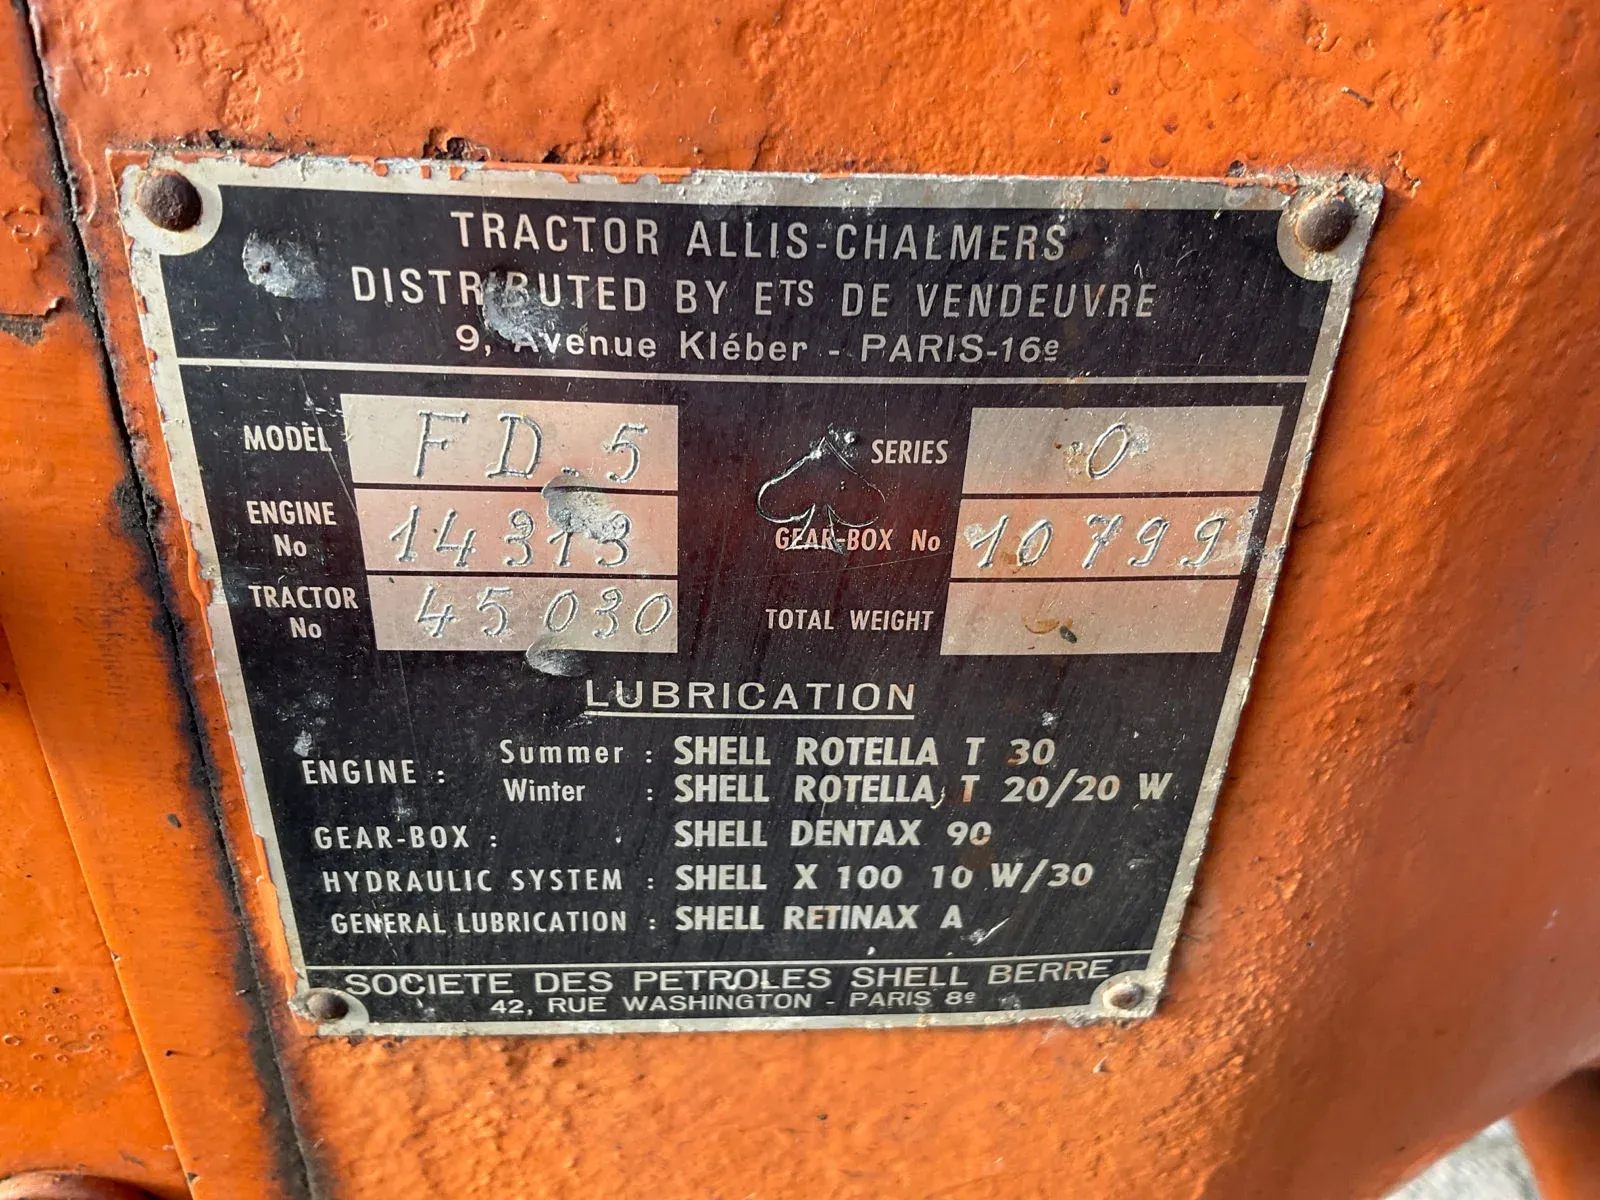 TRACTOR ALLIS-CHALMERS
DISTRIBUTED BY ETS DE VENDEUVRE
9, Avenue Kléber - PARIS-16e
MODEL FD.5 SERIES 0
ENGINE No 14313 GEAR-BOX No 10799
TRACTOR No 45030 TOTAL WEIGHT
LUBRICATION
ENGINE : Summer : SHELL ROTELLA T 30
Winter : SHELL ROTELLA T 20/20 W
GEAR-BOX : SHELL DENTAX 90
HYDRAULIC SYSTEM : SHELL X 100 10 W/30
GENERAL LUBRICATION : SHELL RETINAX A
SOCIETE DES PETROLES SHELL BERRE
42, RUE WASHINGTON - PARIS 8e